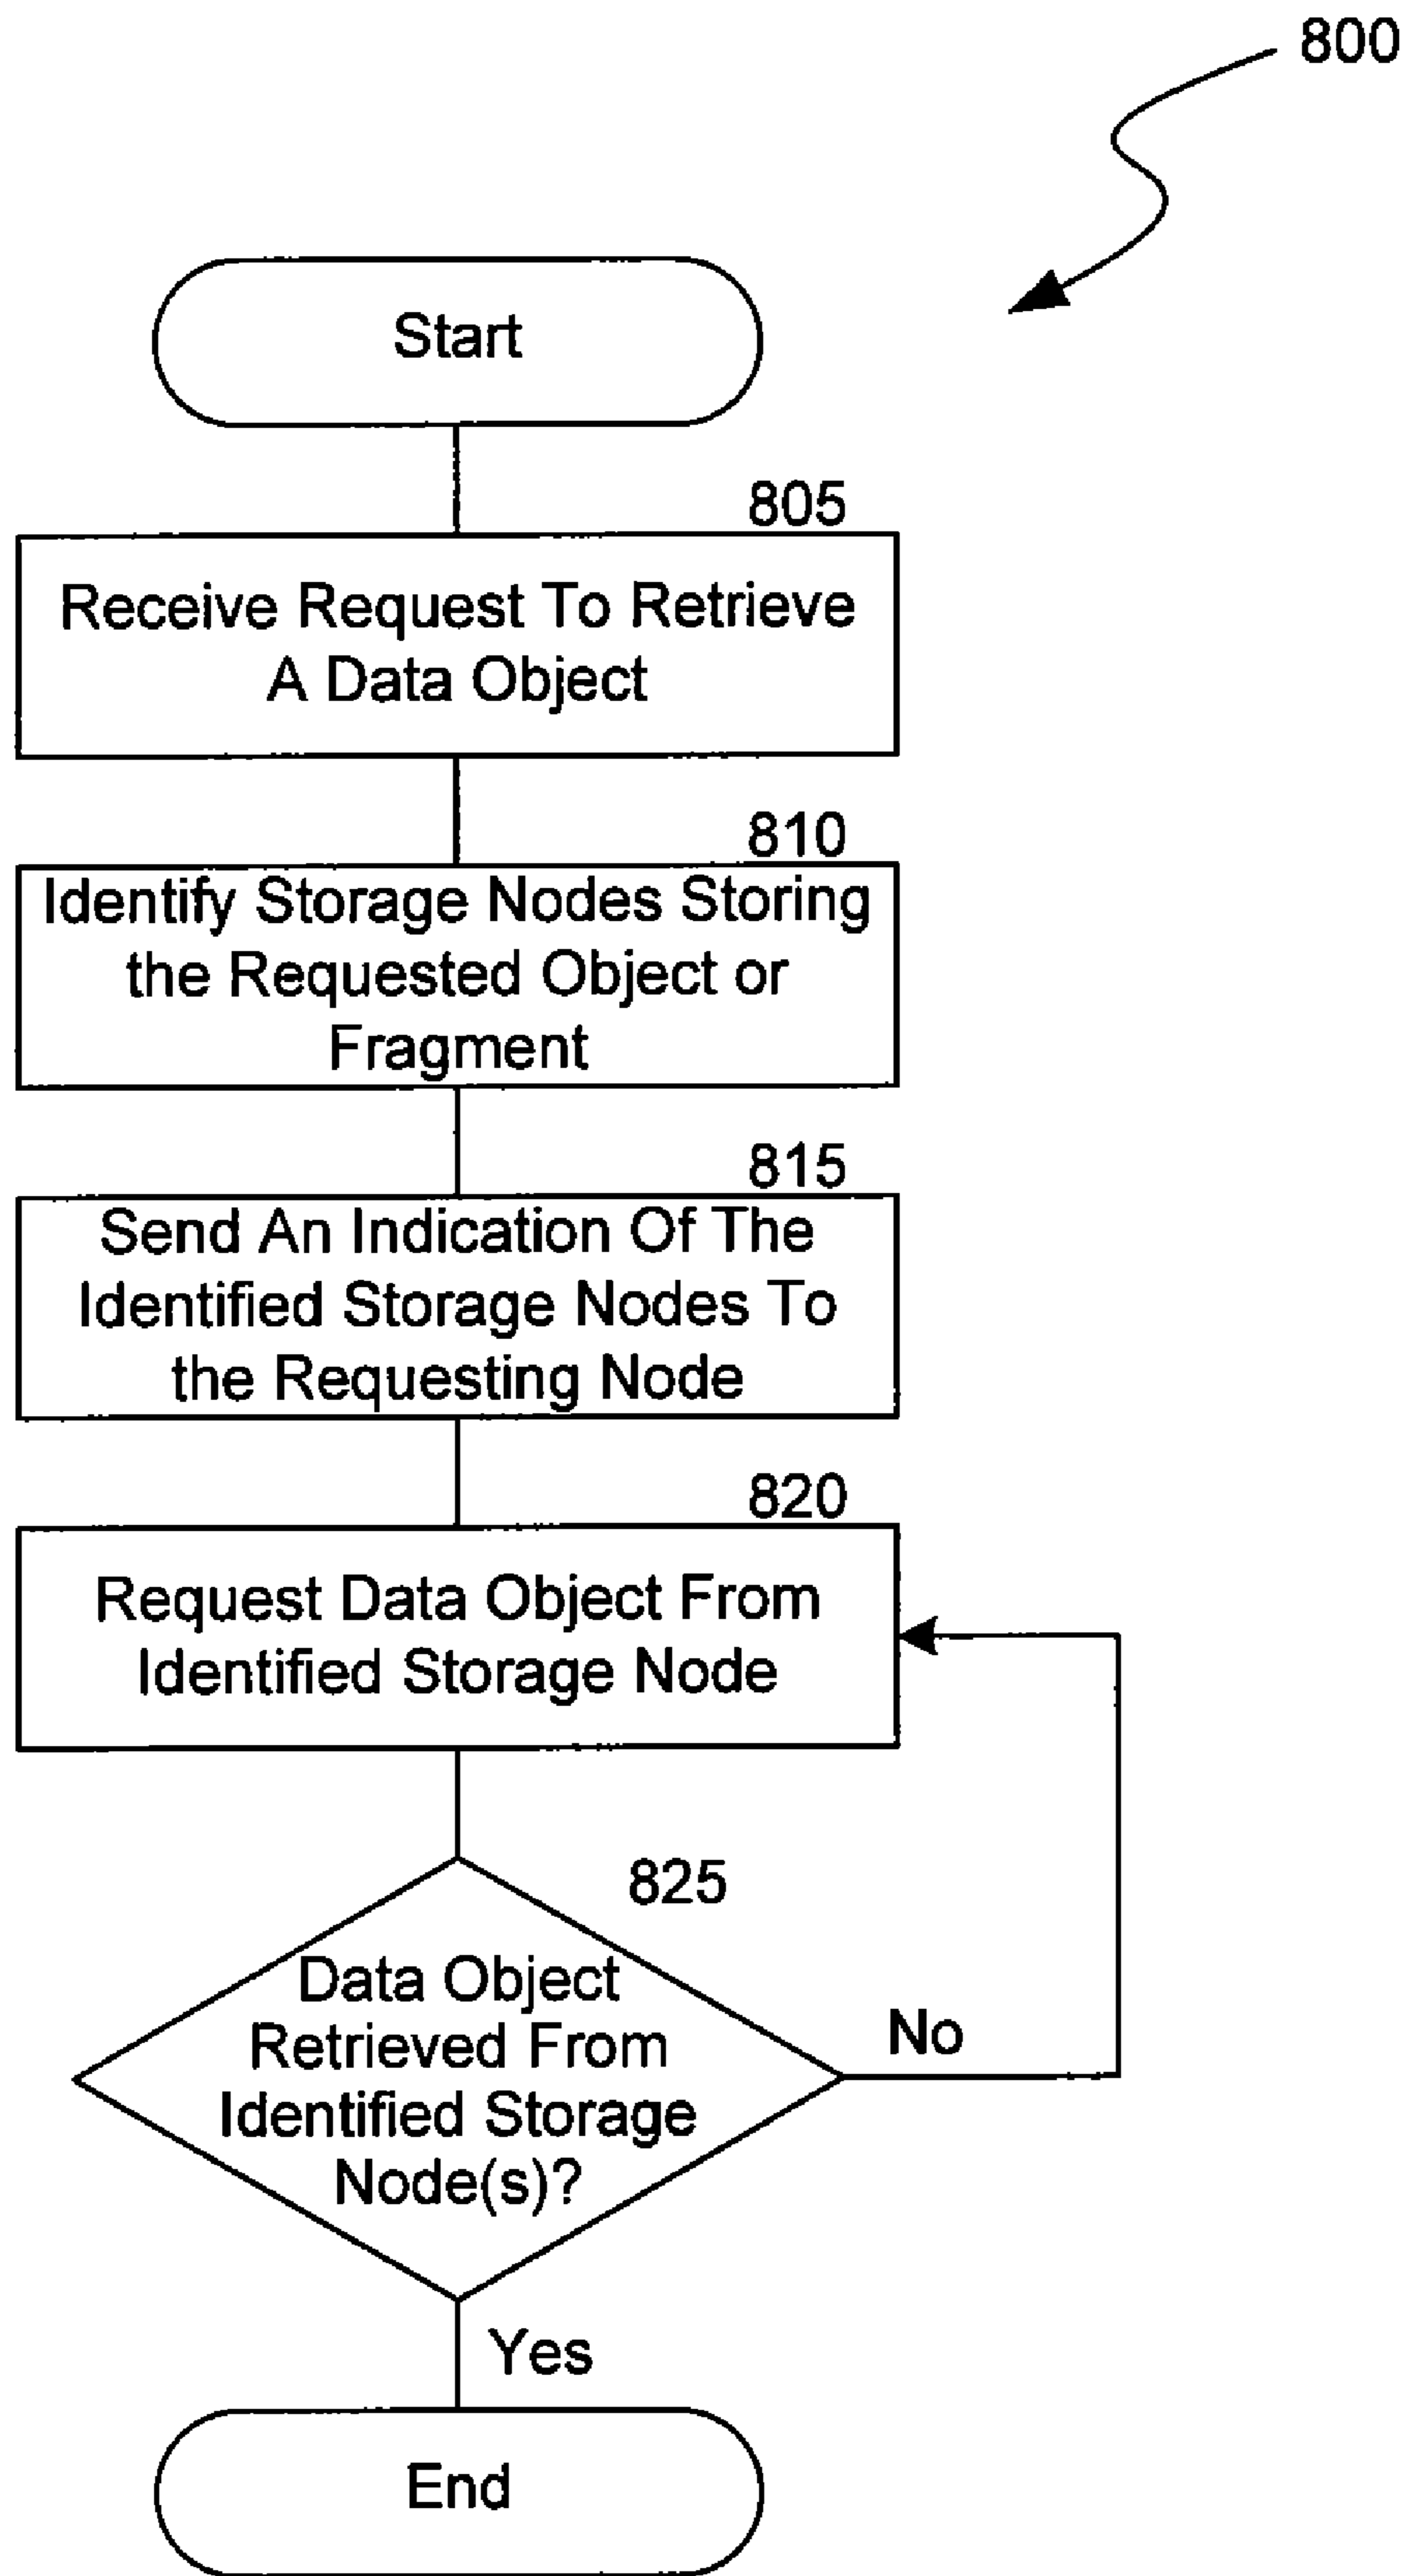 800
Start
805
Receive Request To Retrieve
A Data Object
810
Identify Storage Nodes Storing
the Requested Object or
Fragment
815
Send An Indication Of The
Identified Storage Nodes To
the Requesting Node
820
Request Data Object From
Identified Storage Node
825
Data Object
Retrieved From
Identified Storage
Node(s)?
No
Yes
End